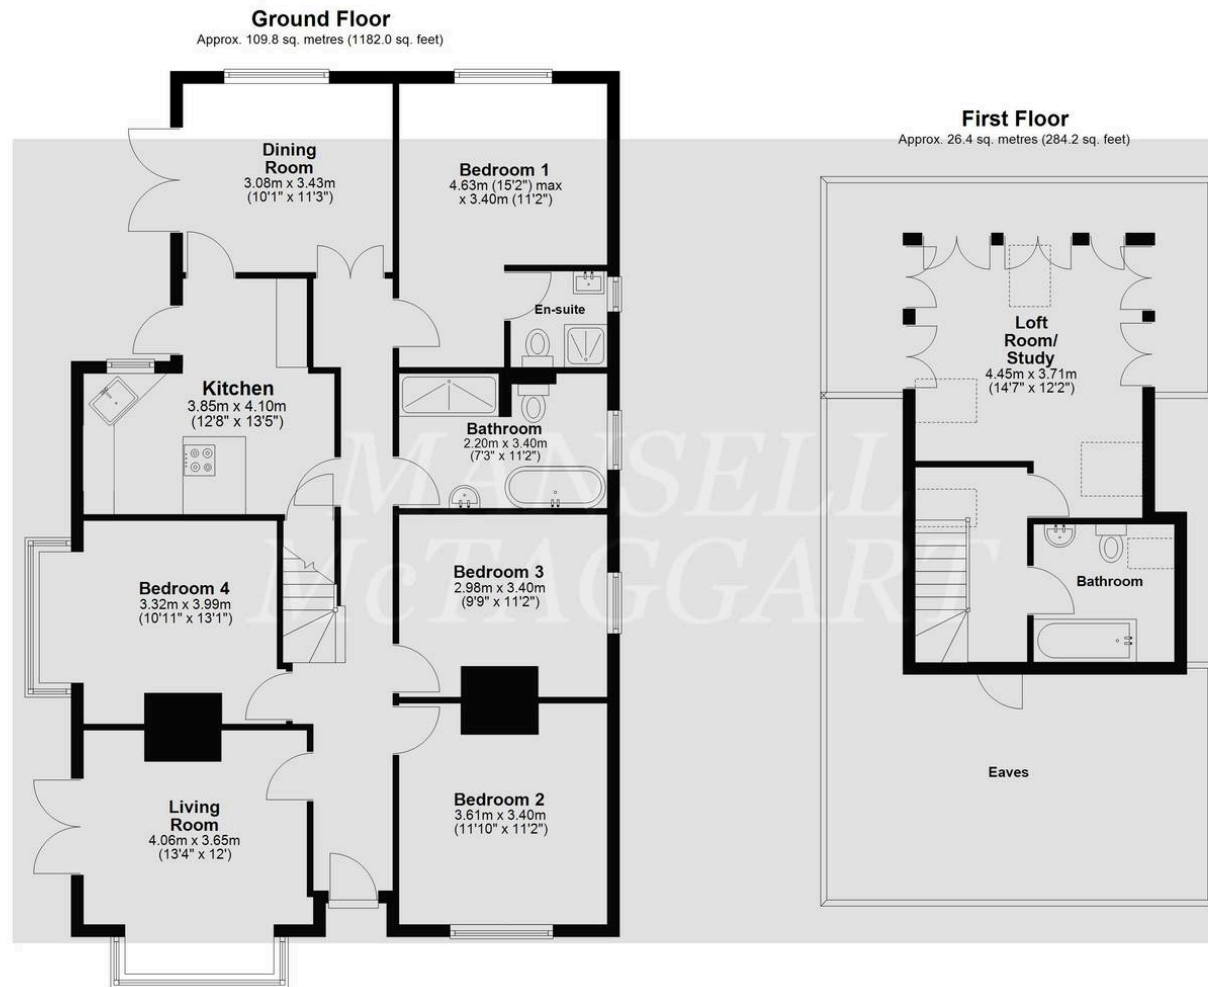 Ground Floor
Approx. 109.8 sq. metres (1182.0 sq. feet)
Dining
Room
3.08m x 3.43m
(10'1" x 11'3")
Bedroom 1
4.63m (15'2") max
x 3.40m (11'2")
En-suite
Kitchen
3.85m x 4.10m
(12'8" x 13'5")
Bathroom
2.20m x 3.40m
(7'3" x 11'2")
Bedroom 4
3.32m x 3.99m
(10'11" x 13'1")
Bedroom 3
2.98m x 3.40m
(9'9" x 11'2")
Living
Room
4.06m x 3.65m
(13'4" x 12')
Bedroom 2
3.61m x 3.40m
(11'10" x 11'2")
First Floor
Approx. 26.4 sq. metres (284.2 sq. feet)
Loft
Room/
Study
4.45m x 3.71m
(14'7" x 12'2")
Bathroom
Eaves
MANSELL
McTAGGART